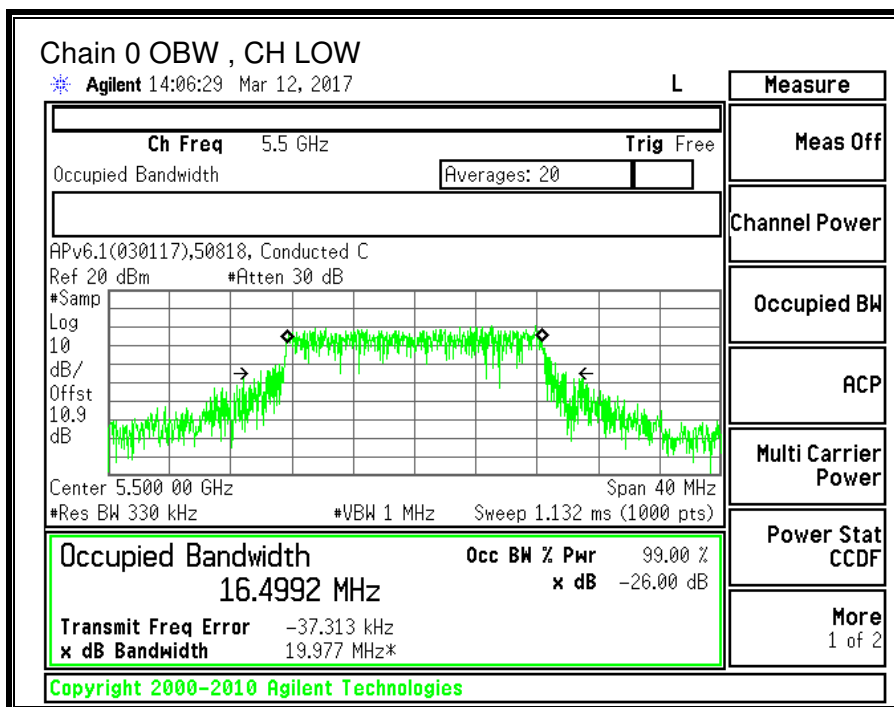 Chain 0 OBW , CH LOW
Agilent 14:06:29 Mar 12, 2017 L
Measure
Ch Freq 5.5 GHz Trig Free
Occupied Bandwidth Averages: 20
APv6.1(030117),50818, Conducted C
Ref 20 dBm #Atten 30 dB
#Samp
Log
10
dB/
Offst
10.9
dB
Center 5.500 00 GHz Span 40 MHz
#Res BW 330 kHz #VBW 1 MHz Sweep 1.132 ms (1000 pts)
Occupied Bandwidth Occ BW % Pwr 99.00 %
16.4992 MHz x dB -26.00 dB
Transmit Freq Error -37.313 kHz
x dB Bandwidth 19.977 MHz*
Copyright 2000-2010 Agilent Technologies
Meas Off
Channel Power
Occupied BW
ACP
Multi Carrier
Power
Power Stat
CCDF
More
1 of 2